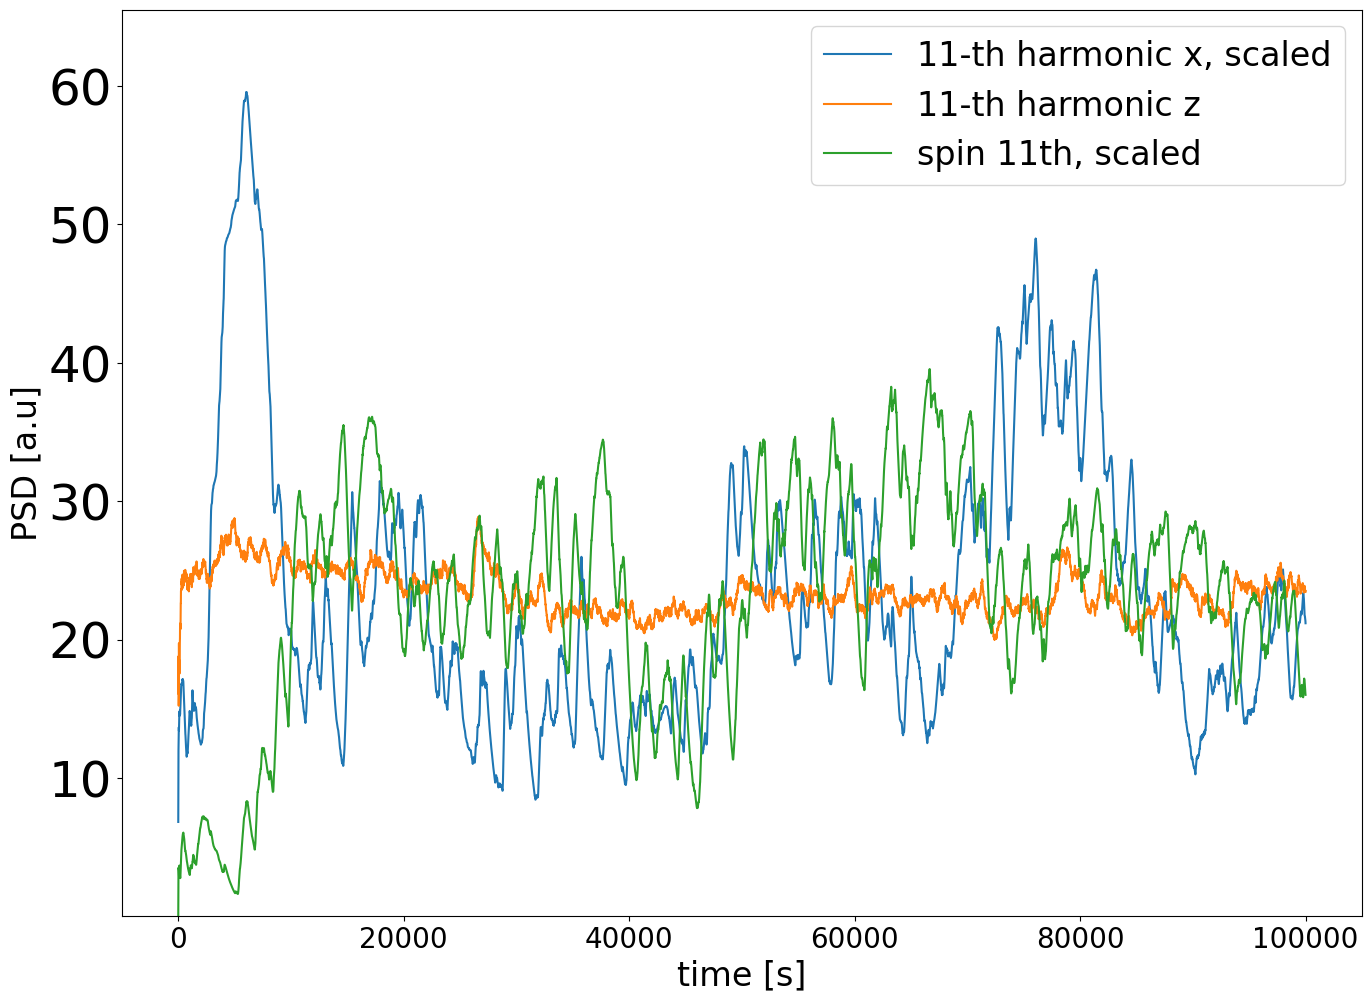 11-th harmonic x, scaled
11-th harmonic z
spin 11th, scaled
PSD [a.u]
60
50
40
30
20
10
0 20000 40000 60000 80000 100000
time [s]